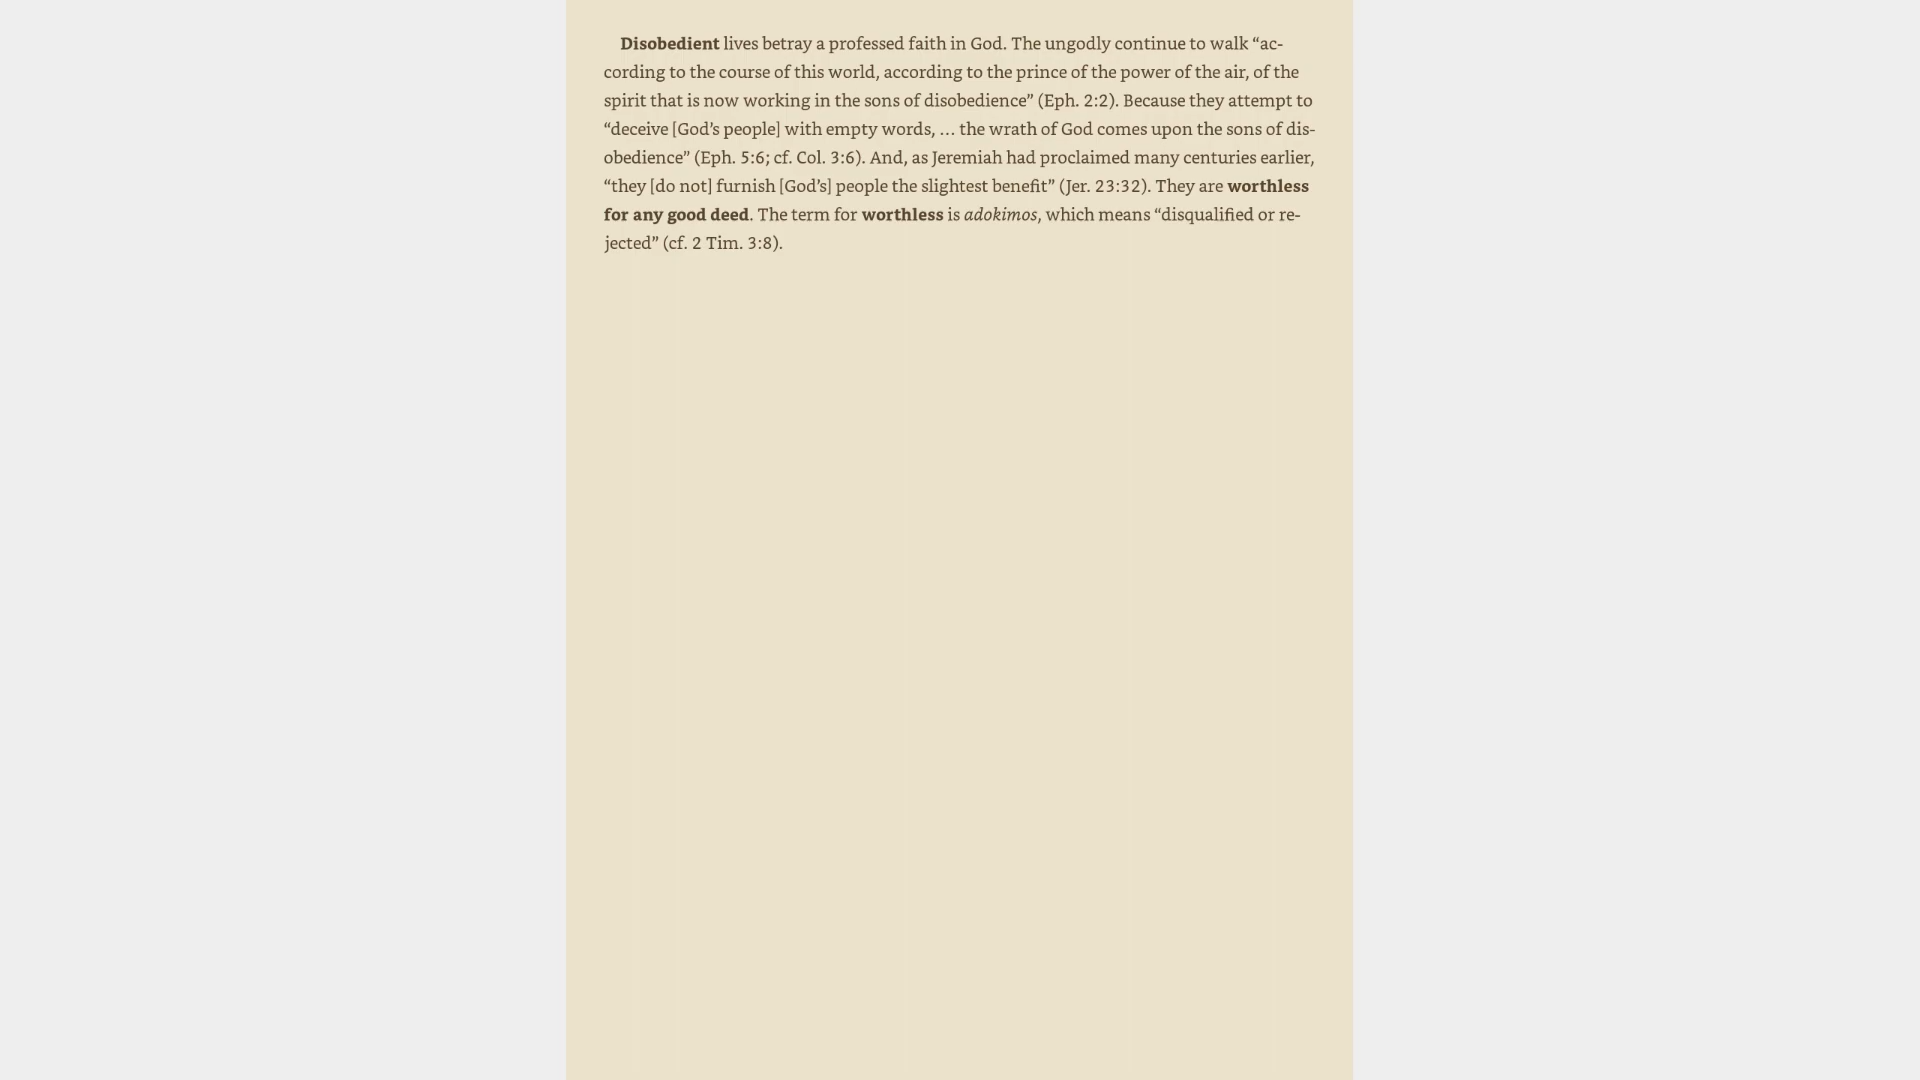 Disobedient lives betray a professed faith in God. The ungodly continue to walk “ac-
cording to the course of this world, according to the prince of the power of the air, of the
spirit that is now working in the sons of disobedience” (Eph. 2:2). Because they attempt to
“deceive [God’s people] with empty words, … the wrath of God comes upon the sons of dis-
obedience” (Eph. 5:6; cf. Col. 3:6). And, as Jeremiah had proclaimed many centuries earlier,
“they [do not] furnish [God’s] people the slightest benefit” (Jer. 23:32). They are worthless
for any good deed. The term for worthless is adokimos, which means “disqualified or re-
jected” (cf. 2 Tim. 3:8).